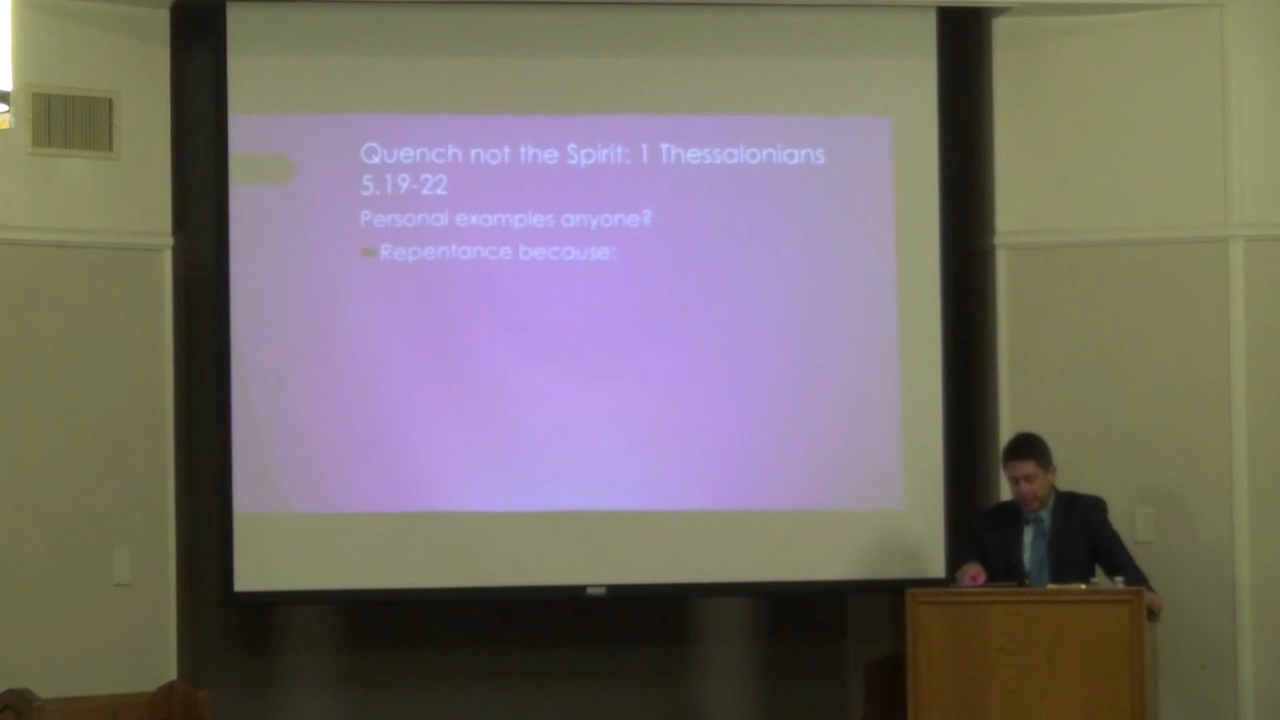 Quench not the Spirit: 1 Thessalonians
5.19-22
Personal examples anyone?
Repentance because: